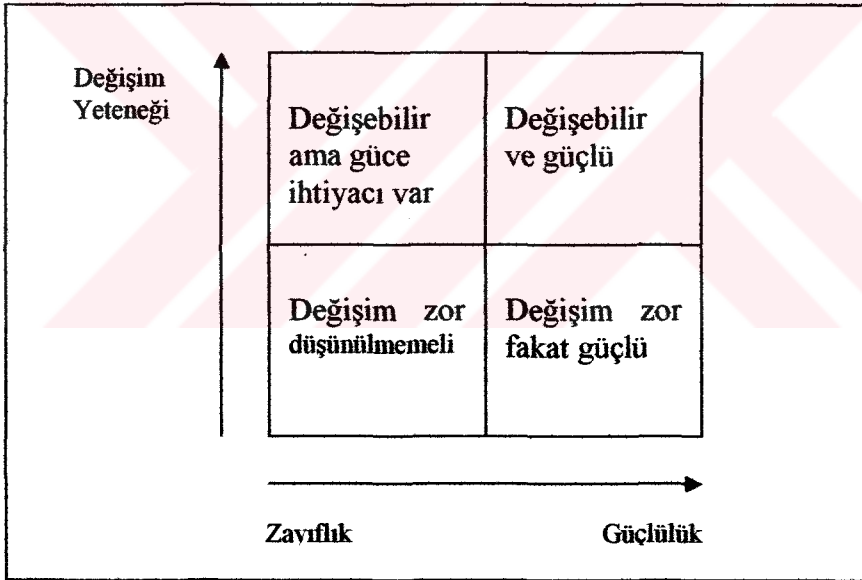 Değişim
Yeteneği
Değişebilir
ama güce
ihtiyacı var
Değişebilir
ve güçlü
Değişim zor
düşünülmemeli
Değişim zor
fakat güçlü
Zayıflık
Güçlülük